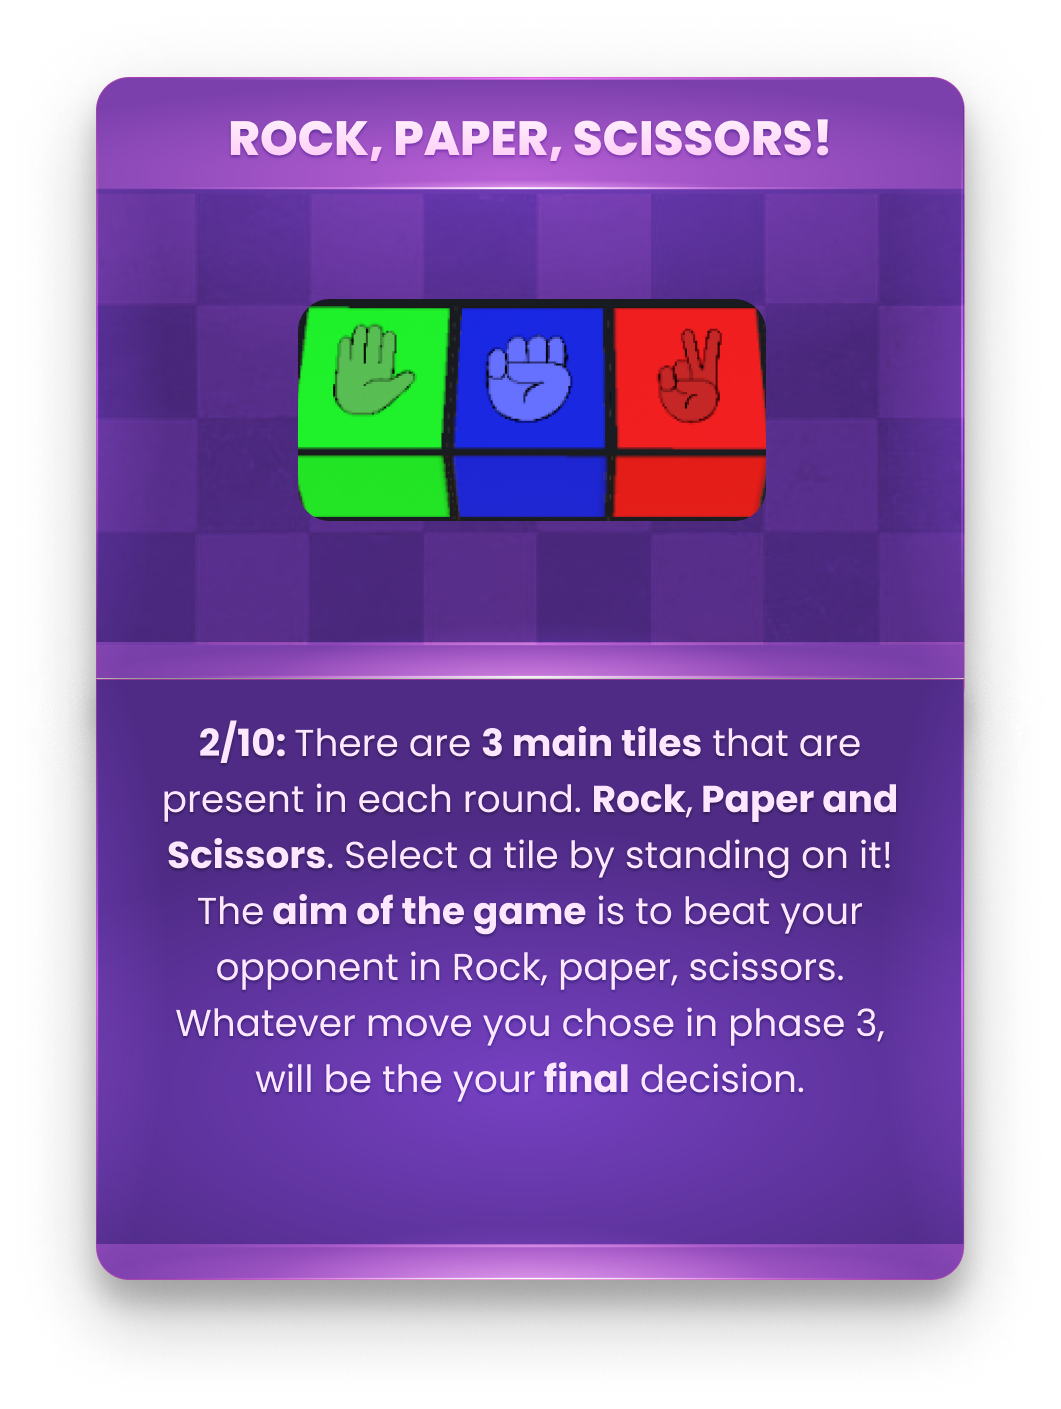 ROCK, PAPER, SCISSORS!
2/10: There are 3 main tiles that are
present in each round. Rock, Paper and
Scissors. Select a tile by standing on it!
The aim of the game is to beat your
opponent in Rock, paper, scissors.
Whatever move you chose in phase 3,
will be the your final decision.